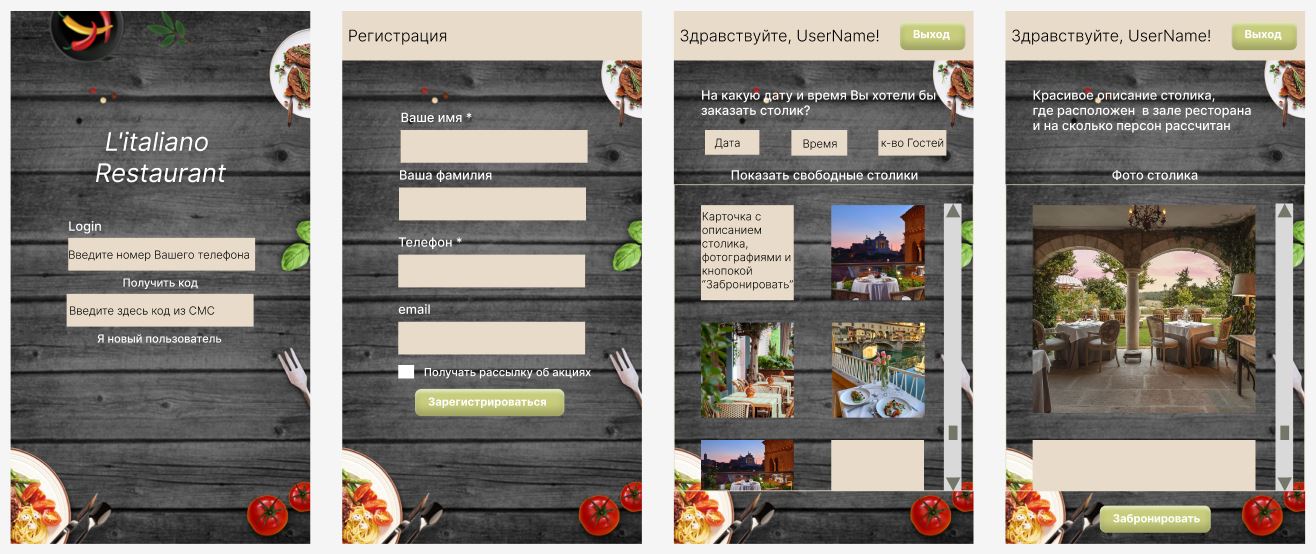 L'italiano
Restaurant
Login
Введите номер Вашего телефона
Получить код
Введите здесь код из СМС
Я новый пользователь
Регистрация
Ваше имя *
Ваша фамилия
Телефон *
email
Получать рассылку об акциях
Зарегистрироваться
Здравствуйте, UserName!
Выход
На какую дату и время Вы хотели бы
заказать столик?
Дата
Время
к-во Гостей
Показать свободные столики
Карточка с
описанием
столика,
фотографиями и
кнопокой
“Забронировать”
Здравствуйте, UserName!
Выход
Красивое описание столика,
где расположен в зале ресторана
и на сколько персон рассчитан
Фото столика
Забронировать